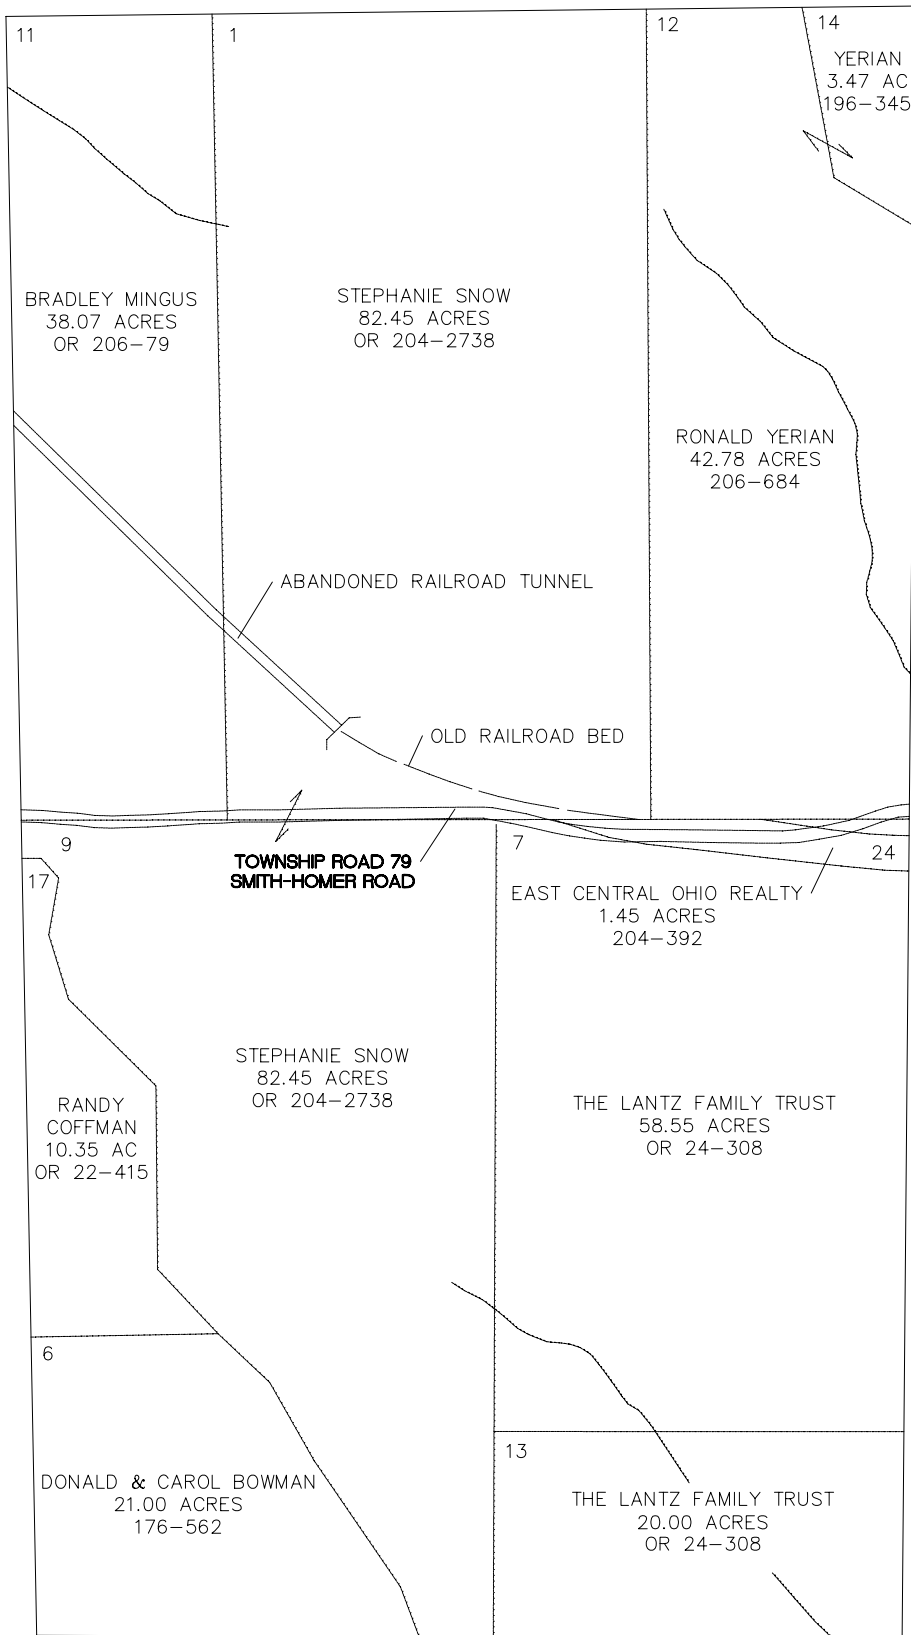 11
1
12
14
YERIAN
3.47 AC
196-345
BRADLEY MINGUS
38.07 ACRES
OR 206-79
STEPHANIE SNOW
82.45 ACRES
OR 204-2738
RONALD YERIAN
42.78 ACRES
206-684
ABANDONED RAILROAD TUNNEL
OLD RAILROAD BED
9
7
24
17
TOWNSHIP ROAD 79
SMITH-HOMER ROAD
EAST CENTRAL OHIO REALTY
1.45 ACRES
204-392
STEPHANIE SNOW
82.45 ACRES
OR 204-2738
RANDY
COFFMAN
10.35 AC
OR 22-415
THE LANTZ FAMILY TRUST
58.55 ACRES
OR 24-308
6
13
DONALD & CAROL BOWMAN
21.00 ACRES
176-562
THE LANTZ FAMILY TRUST
20.00 ACRES
OR 24-308